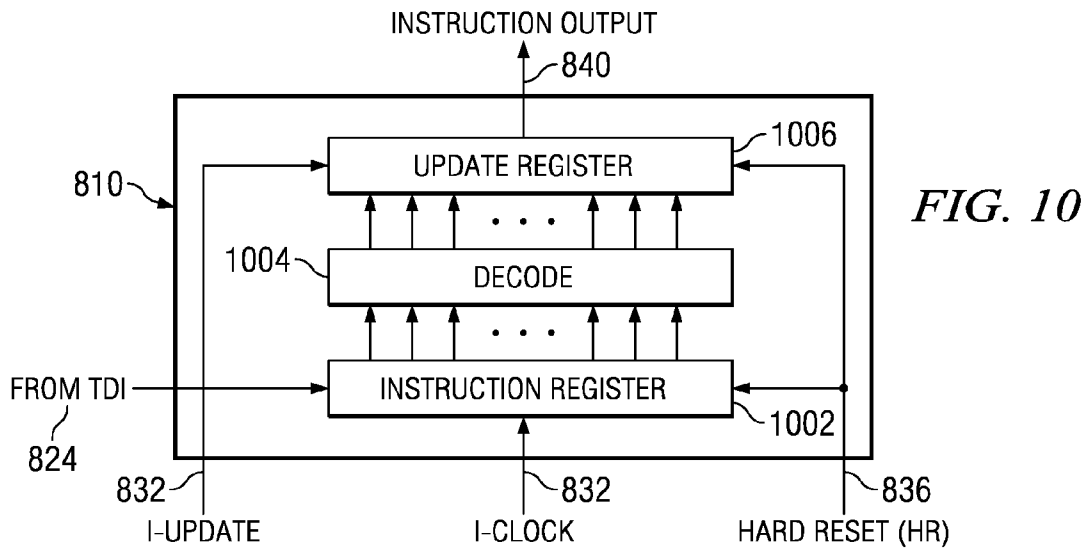 INSTRUCTION OUTPUT
840
1006
UPDATE REGISTER
810
FIG. 10
1004
DECODE
FROM TDI
INSTRUCTION REGISTER
824
1002
832
832
836
I-UPDATE
I-CLOCK
HARD RESET (HR)